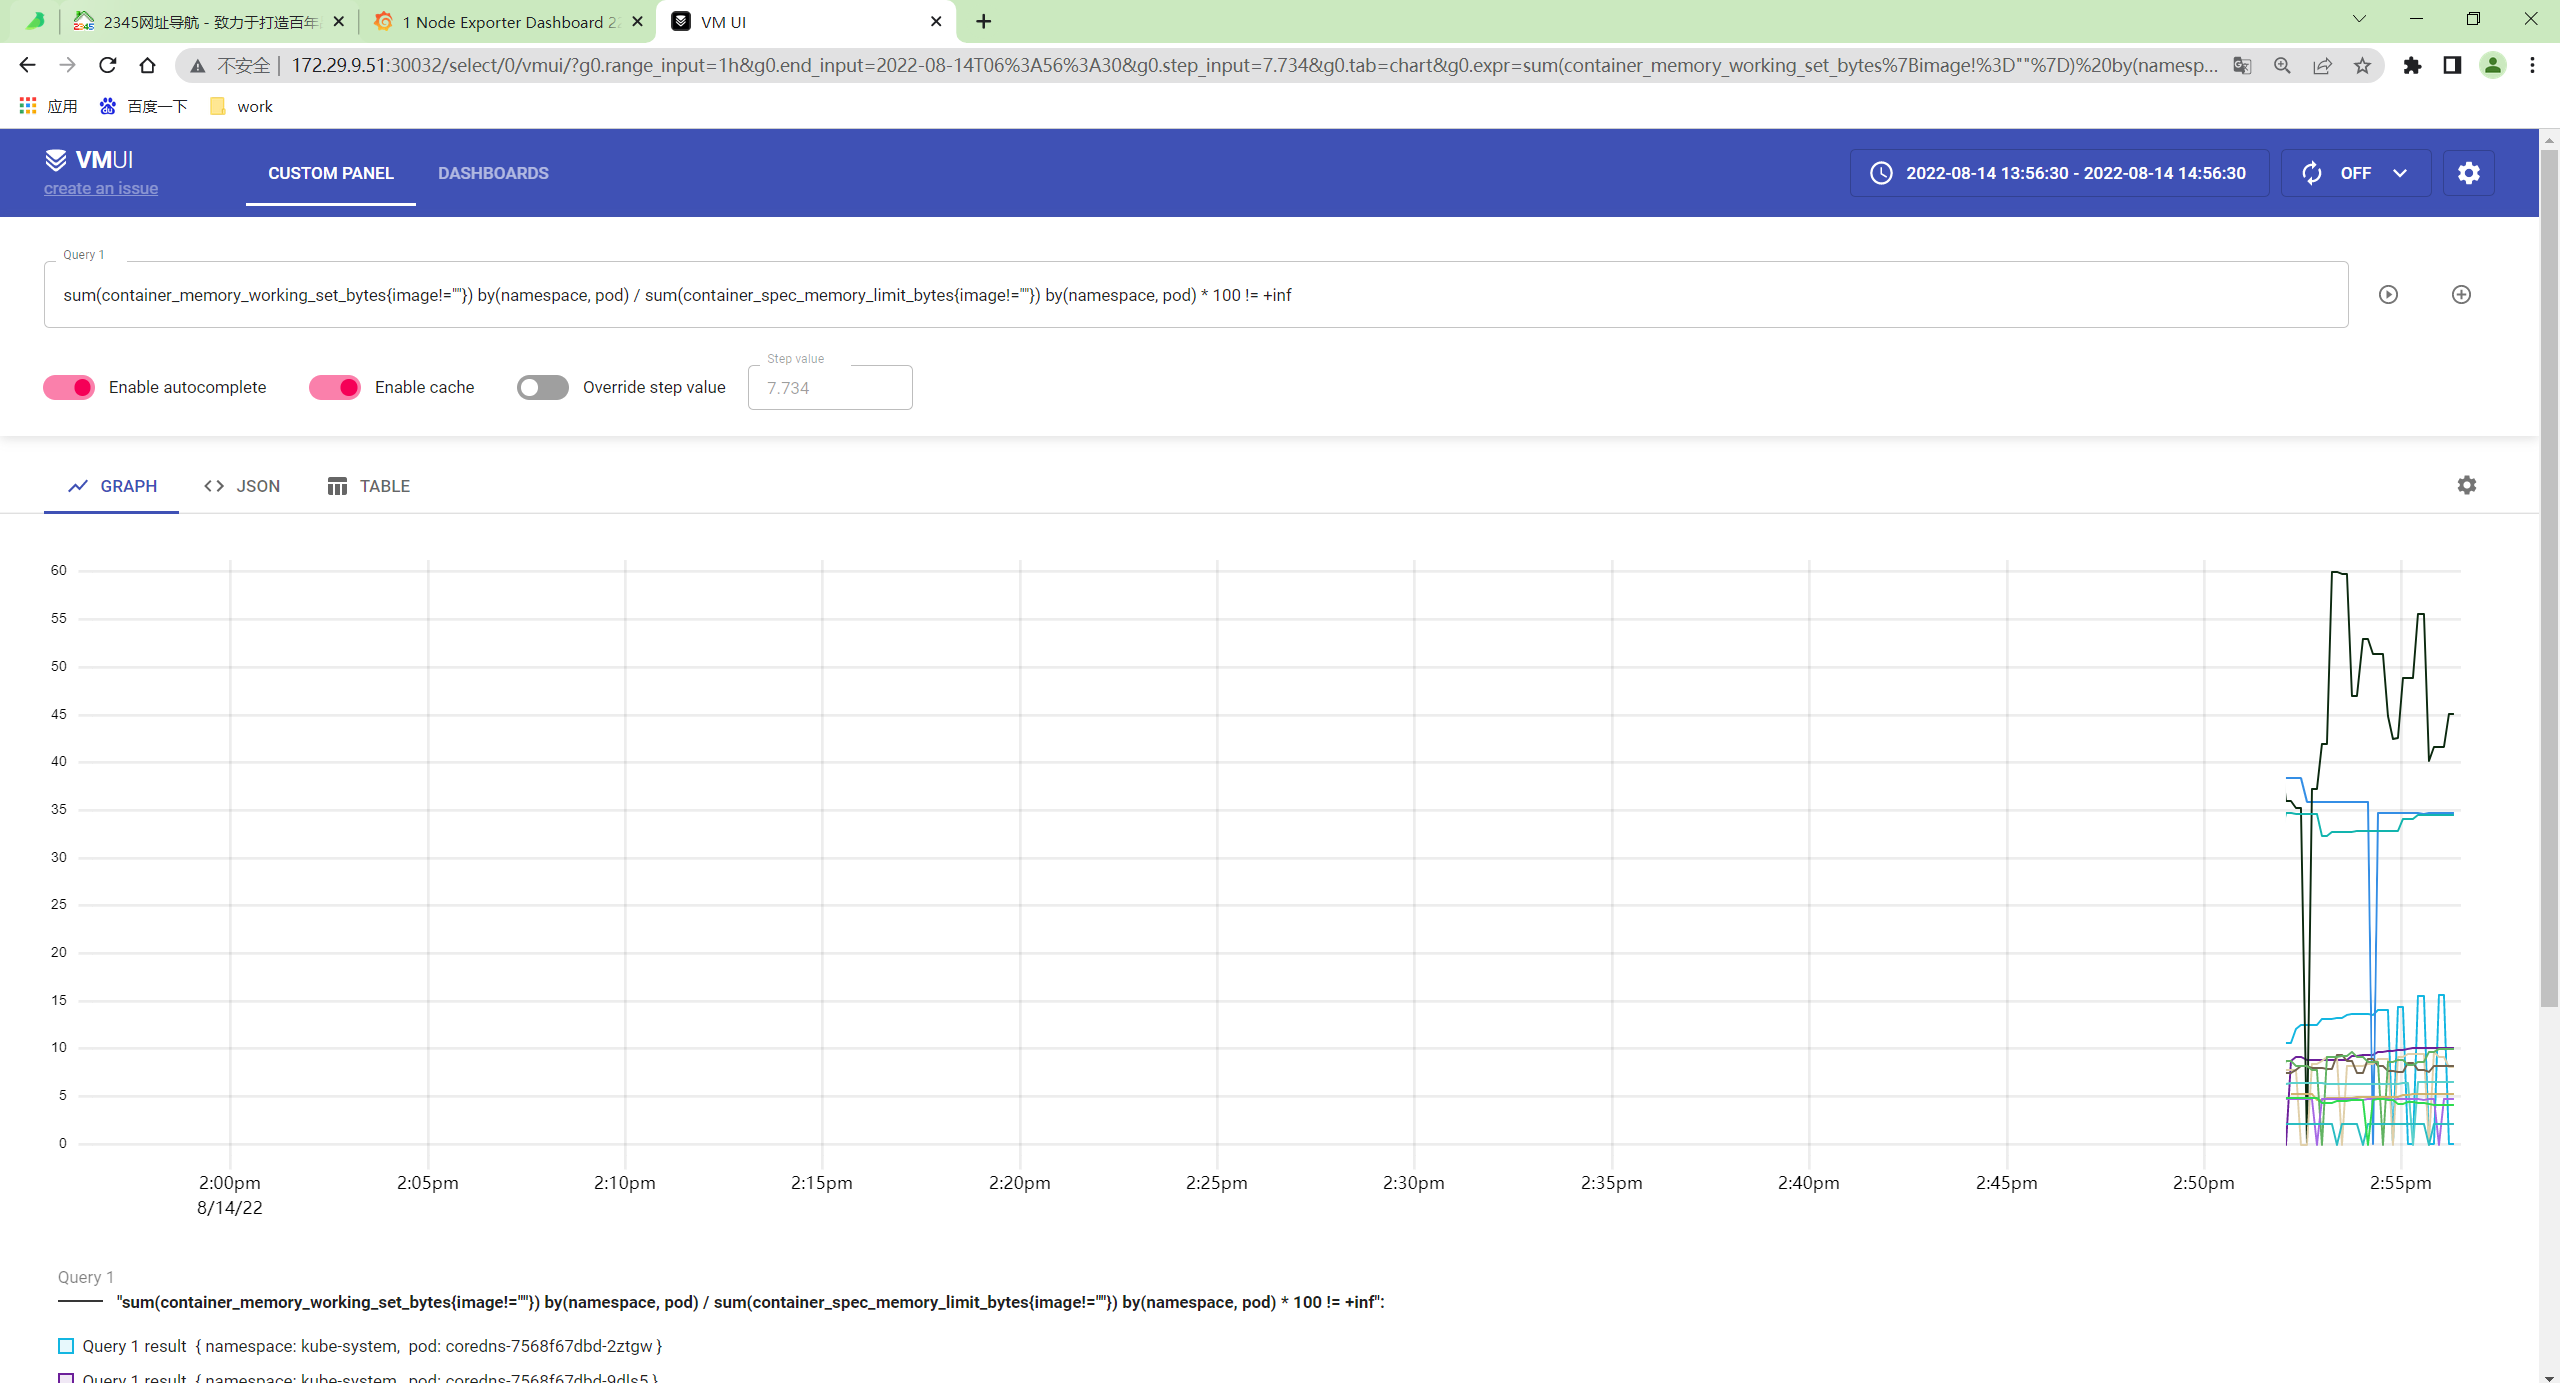 2345网址导航 - 致力于打造百年
1 Node Exporter Dashboard 22
VM UI
不安全
172.29.9.51:30032/select/0/vmui/?g0.range_input=1h&g0.end_input=2022-08-14T06%3A56%3A30&g0.step_input=7.734&g0.tab=chart&g0.expr=sum(container_memory_working_set_bytes%7Bimage!%3D""%7D)%20by(namesp...
应用
百度一下
work
VMUI
create an issue
CUSTOM PANEL
DASHBOARDS
2022-08-14 13:56:30 - 2022-08-14 14:56:30
OFF
Query 1
sum(container_memory_working_set_bytes{image!=""}) by(namespace, pod) / sum(container_spec_memory_limit_bytes{image!=""}) by(namespace, pod) * 100 != +inf
Enable autocomplete
Enable cache
Override step value
Step value
7.734
GRAPH
JSON
TABLE
60
55
50
45
40
35
30
25
20
15
10
5
0
2:00pm
2:05pm
2:10pm
2:15pm
2:20pm
2:25pm
2:30pm
2:35pm
2:40pm
2:45pm
2:50pm
2:55pm
8/14/22
Query 1
"sum(container_memory_working_set_bytes{image!=""}) by(namespace, pod) / sum(container_spec_memory_limit_bytes{image!=""}) by(namespace, pod) * 100 != +inf":
Query 1 result { namespace: kube-system, pod: coredns-7568f67dbd-2ztgw }
Query 1 result { namespace: kube-system, pod: coredns-7568f67dbd-9dls5 }